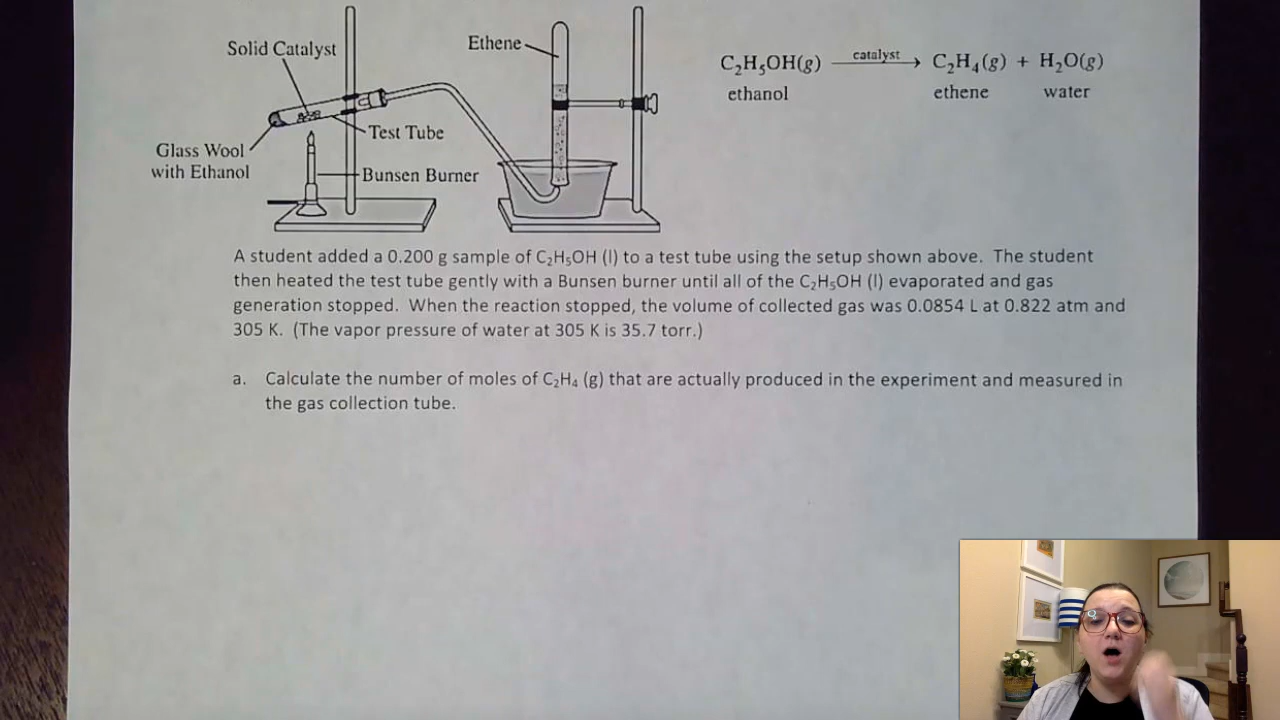 Solid Catalyst
Ethene
C₂H₅OH(g) catalyst → C₂H₄(g) + H₂O(g)
ethanol ethene water
Test Tube
Glass Wool
with Ethanol
Bunsen Burner
A student added a 0.200 g sample of C₂H₅OH (l) to a test tube using the setup shown above. The student
then heated the test tube gently with a Bunsen burner until all of the C₂H₅OH (l) evaporated and gas
generation stopped. When the reaction stopped, the volume of collected gas was 0.0854 L at 0.822 atm and
305 K. (The vapor pressure of water at 305 K is 35.7 torr.)
a. Calculate the number of moles of C₂H₄ (g) that are actually produced in the experiment and measured in
the gas collection tube.